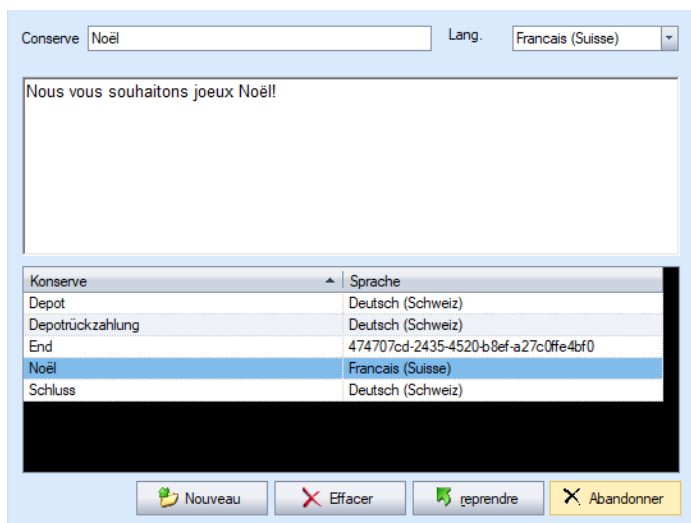 Conserve Noël Lang. Francais (Suisse)
Nous vous souhaitons joeux Noël!
Konserve Sprache
Depot Deutsch (Schweiz)
Depotrückzahlung Deutsch (Schweiz)
End 474707cd-2435-4520-b8ef-a27c0ffe4bf0
Noël Francais (Suisse)
Schluss Deutsch (Schweiz)
Nouveau Effacer reprendre Abandonner